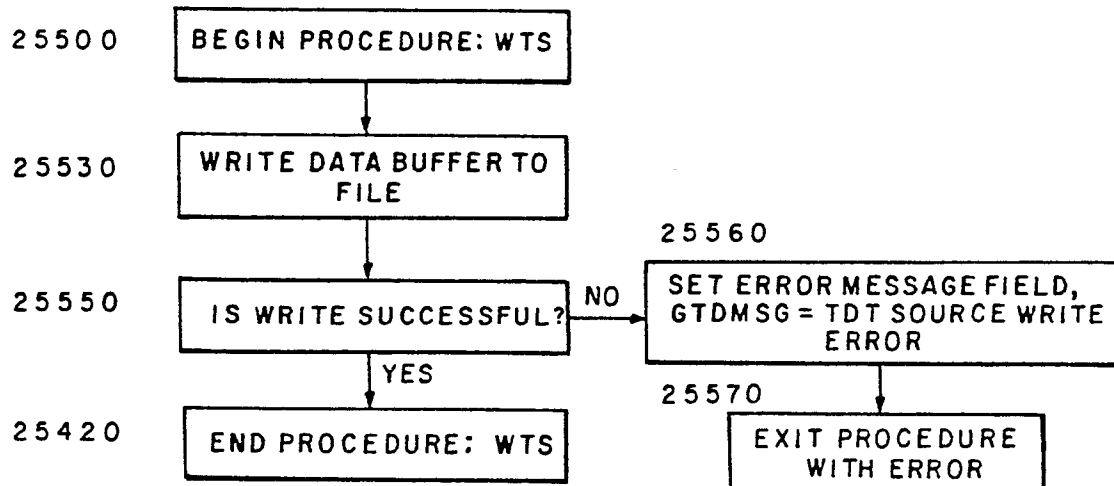 25500
BEGIN PROCEDURE: WTS
25530
WRITE DATA BUFFER TO
FILE
25550
IS WRITE SUCCESSFUL?
NO
25560
SET ERROR MESSAGE FIELD,
GTDMSG = TDT SOURCE WRITE
ERROR
YES
25570
EXIT PROCEDURE
WITH ERROR
25420
END PROCEDURE: WTS